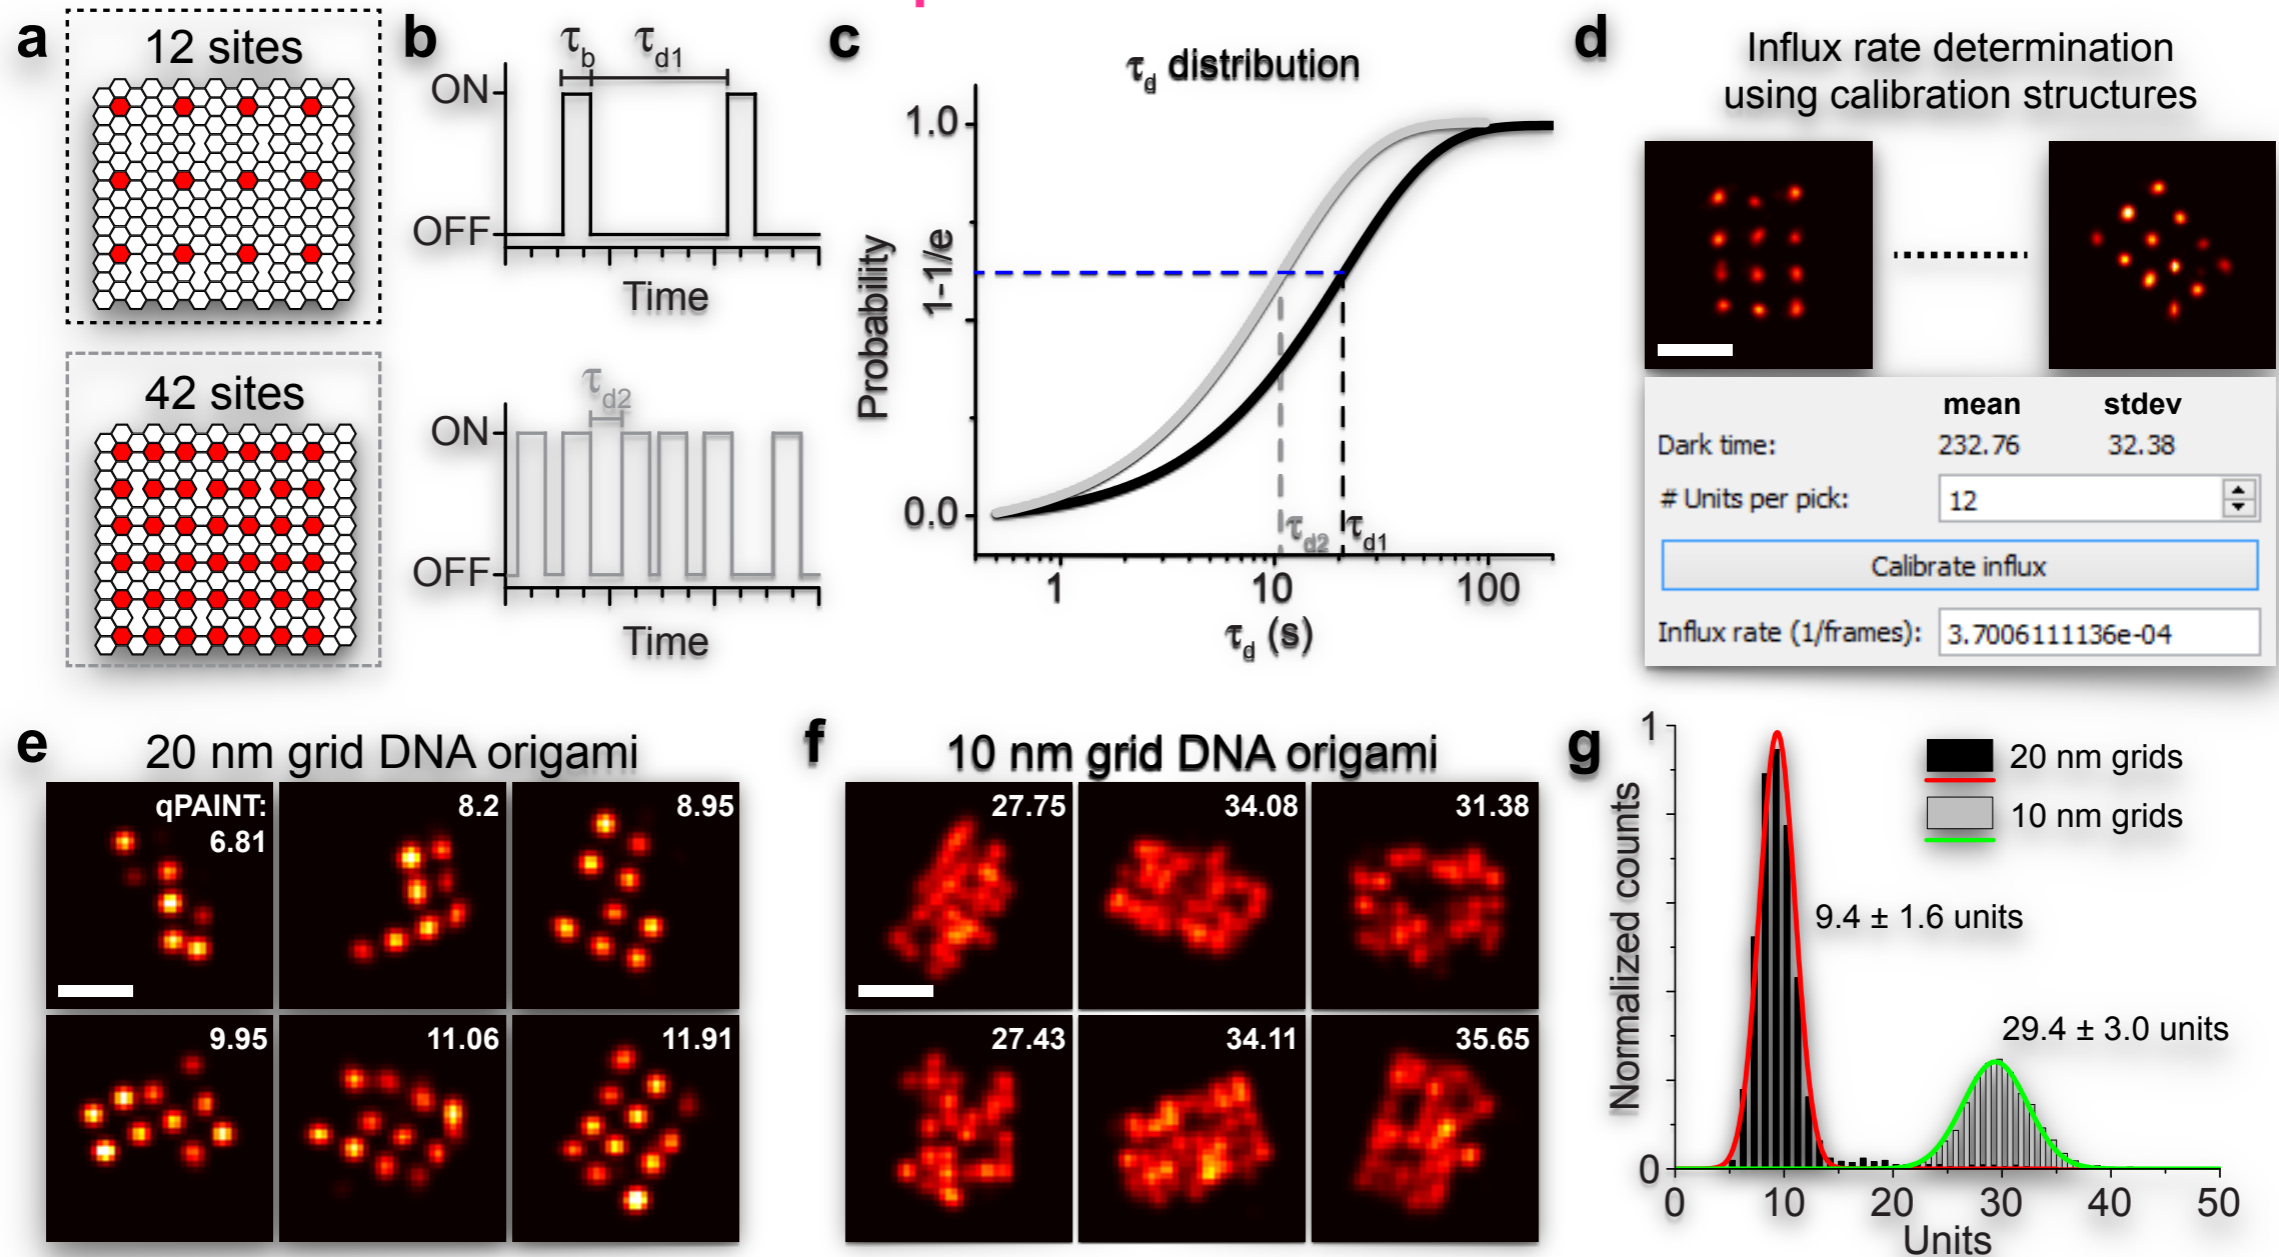 a
12 sites
42 sites
b
τb
τd1
ON
OFF
Time
τd2
ON
OFF
Time
c
τd distribution
Probability
1-1/e
1.0
0.0
τd2
τd1
1
10
100
τd (s)
d
Influx rate determination
using calibration structures
mean stdev
Dark time: 232.76 32.38
# Units per pick: 12
Calibrate influx
Influx rate (1/frames): 3.7006111136e-04
e
20 nm grid DNA origami
qPAINT:
6.81
8.2
8.95
9.95
11.06
11.91
f
10 nm grid DNA origami
27.75
34.08
31.38
27.43
34.11
35.65
g
Normalized counts
1
0
20 nm grids
10 nm grids
9.4 ± 1.6 units
29.4 ± 3.0 units
0 10 20 30 40 50
Units